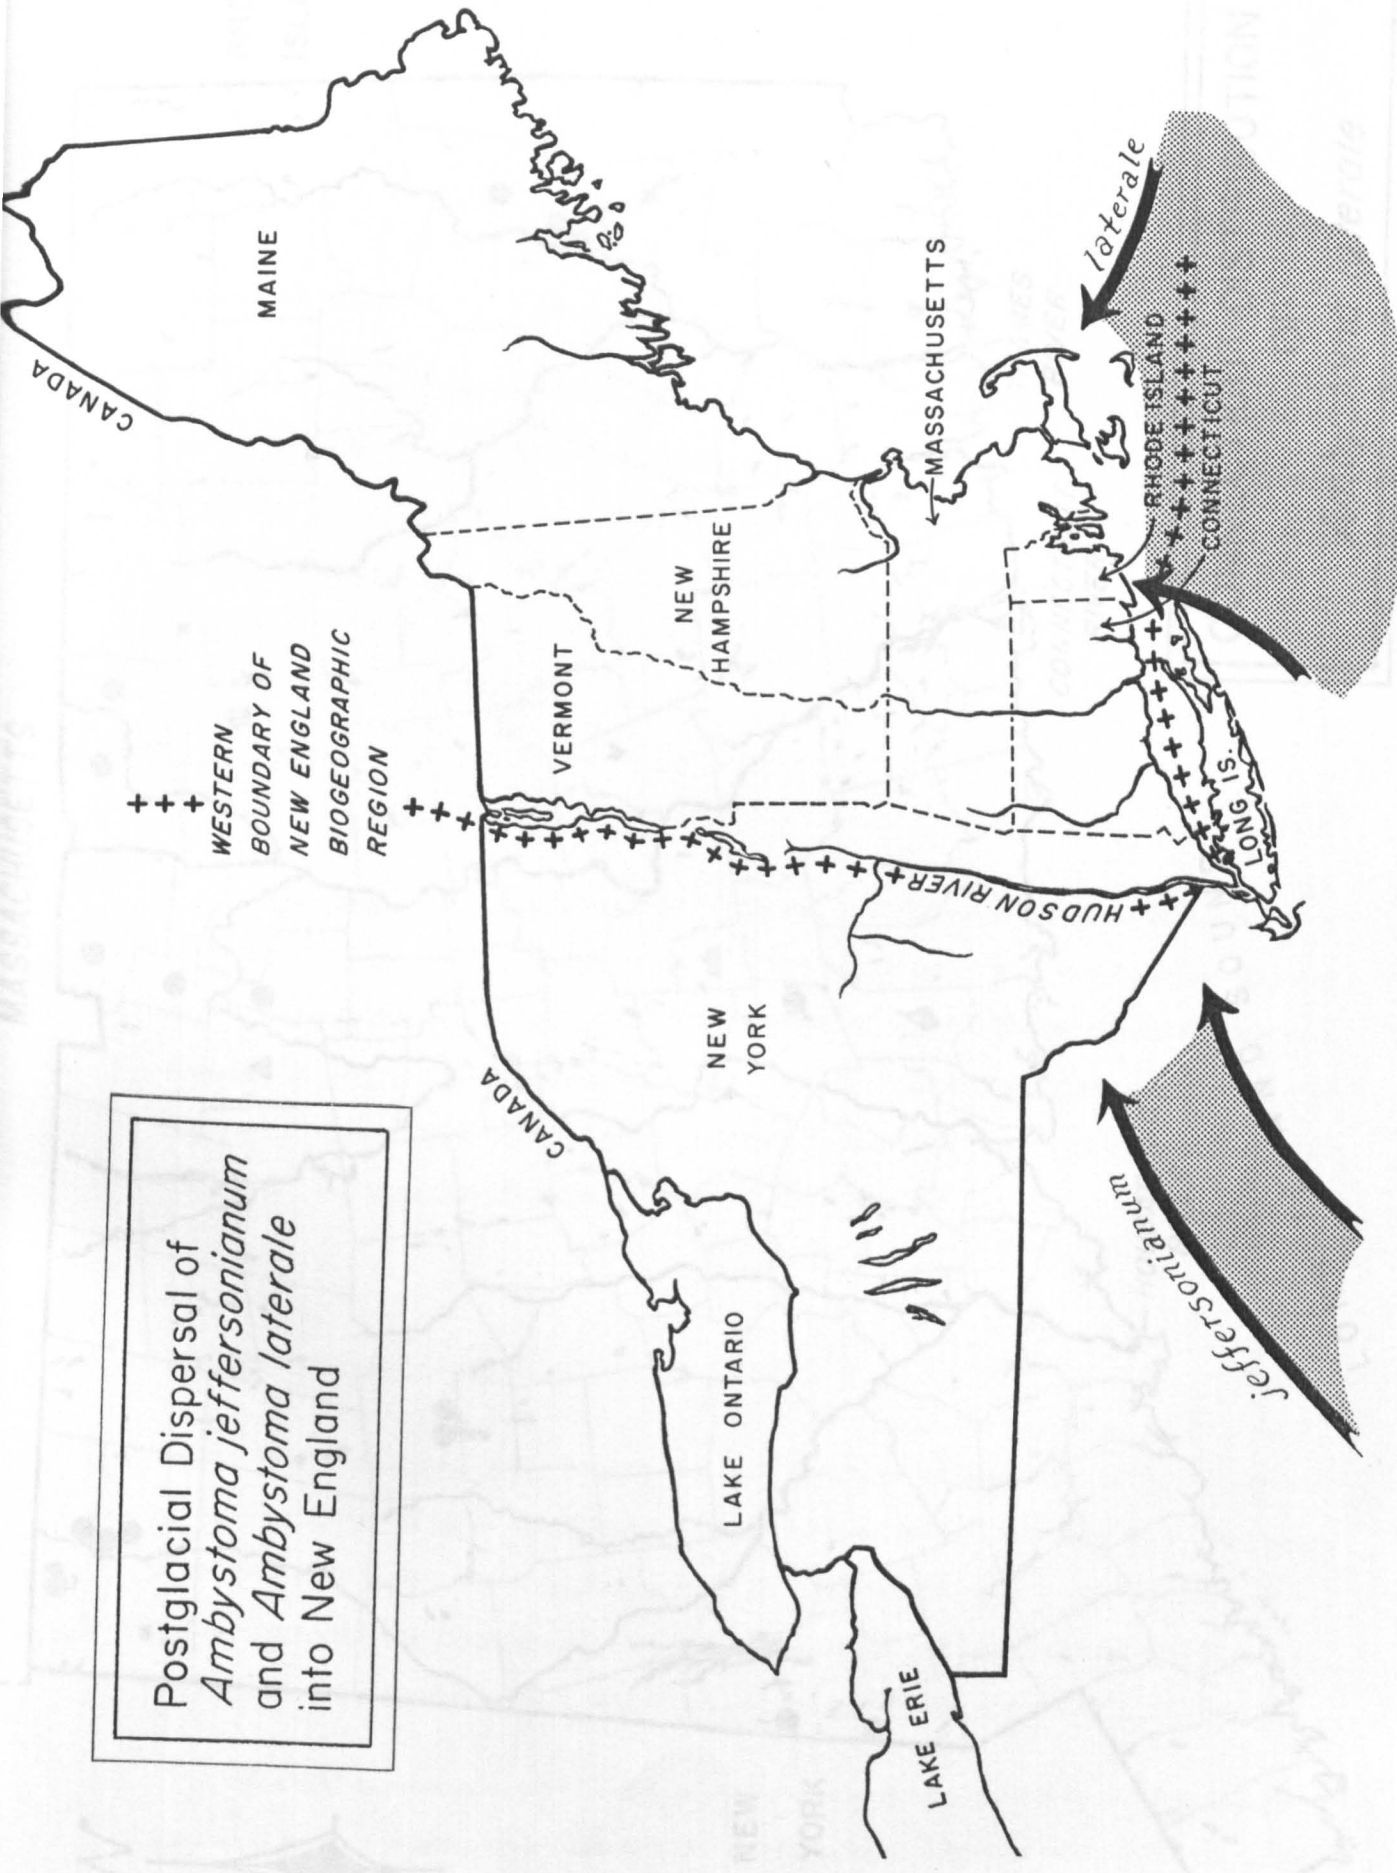 Postglacial Dispersal of
Ambystoma jeffersonianum
and Ambystoma laterale
into New England
WESTERN
BOUNDARY OF
NEW ENGLAND
BIOGEOGRAPHIC
REGION
CANADA
MAINE
CANADA
VERMONT
NEW
HAMPSHIRE
MASSACHUSETTS
RHODE ISLAND
CONNECTICUT
LONG IS.
HUDSON RIVER
NEW
YORK
LAKE ONTARIO
LAKE ERIE
laterale
jeffersonianum
NEW
YORK